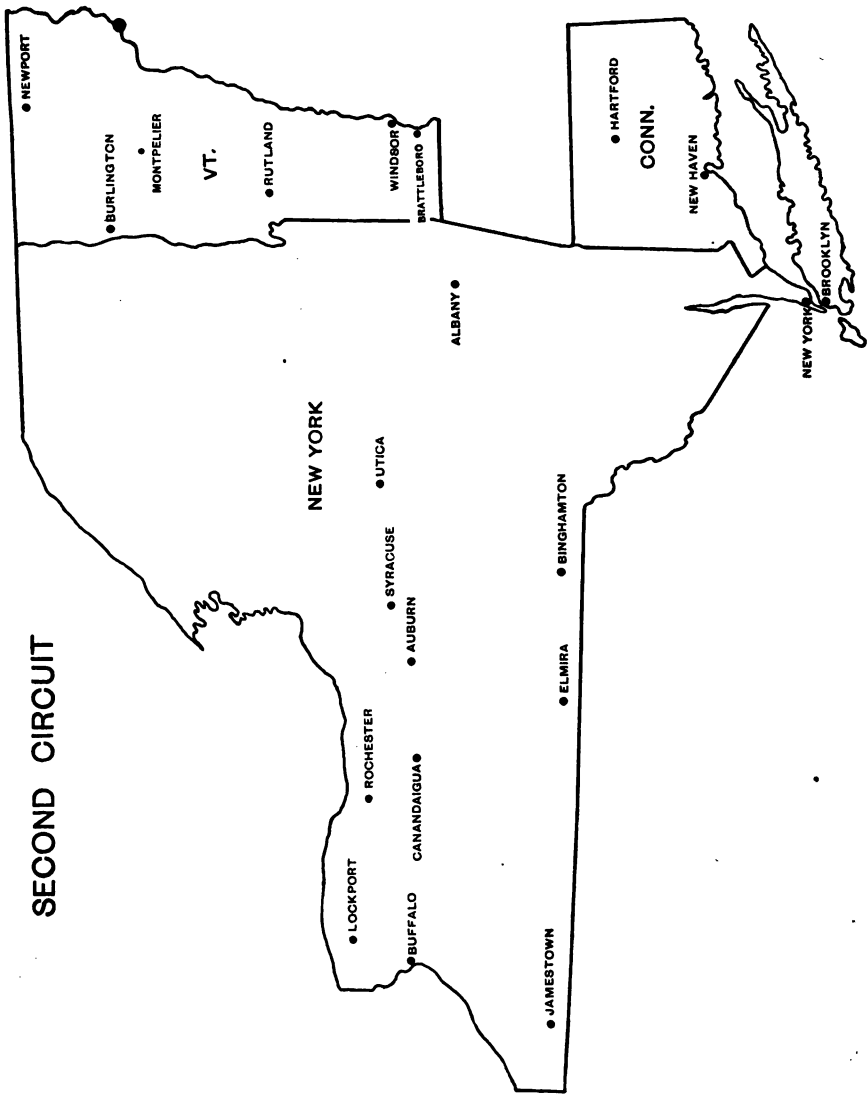 SECOND CIRCUIT
NEWPORT
BURLINGTON
MONTPELIER
VT.
RUTLAND
WINDSOR
BRATTLEBORO
NEW YORK
ALBANY
UTICA
SYRACUSE
AUBURN
ROCHESTER
CANANDAIGUA
LOCKPORT
BUFFALO
JAMESTOWN
ELMIRA
BINGHAMTON
HARTFORD
CONN.
NEW HAVEN
NEW YORK
BROOKLYN